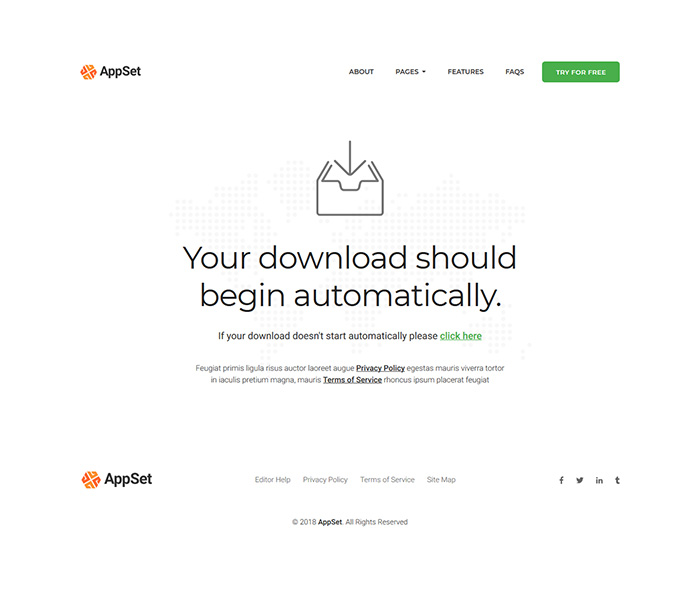 AppSet
ABOUT PAGES FEATURES FAQS TRY FOR FREE
Your download should
begin automatically.
If your download doesn't start automatically please click here
Feugiat primis ligula risus auctor laoreet augue Privacy Policy egestas mauris viverra tortor
in iaculis pretium magna, mauris Terms of Service rhoncus ipsum placerat feugiat
AppSet
Editor Help Privacy Policy Terms of Service Site Map
© 2018 AppSet. All Rights Reserved